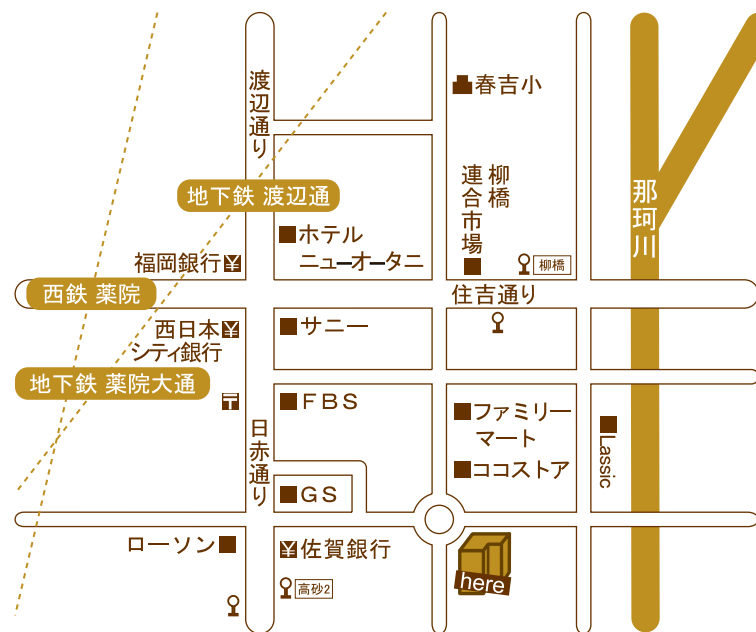 渡辺通り
春吉小
地下鉄 渡辺通
柳橋
連合市場
那珂川
ホテル
ニューオータニ
福岡銀行
柳橋
西鉄 薬院
住吉通り
西日本
シティ銀行
サニー
地下鉄 薬院大通
FBS
ファミリー
マート
日赤通り
ココストア
Lassic
GS
ローソン
佐賀銀行
高砂2
here